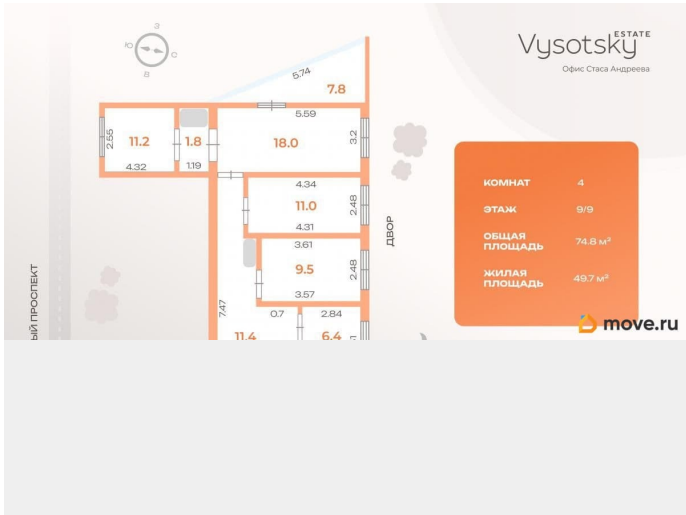 ESTATE
Vysotsky
Офис Стаса Андреева
З
Ю
С
В
5.74
7.8
5.59
2.55
11.2
1.8
18.0
3.2
4.32
1.19
4.34
11.0
2.48
4.31
ДВОР
3.61
9.5
2.48
3.57
7.47
0.7
2.84
11.4
6.4
ЫЙ ПРОСПЕКТ
КОМНАТ 4
ЭТАЖ 9/9
ОБЩАЯ
ПЛОЩАДЬ 74.8 м²
ЖИЛАЯ
ПЛОЩАДЬ 49.7 м²
move.ru